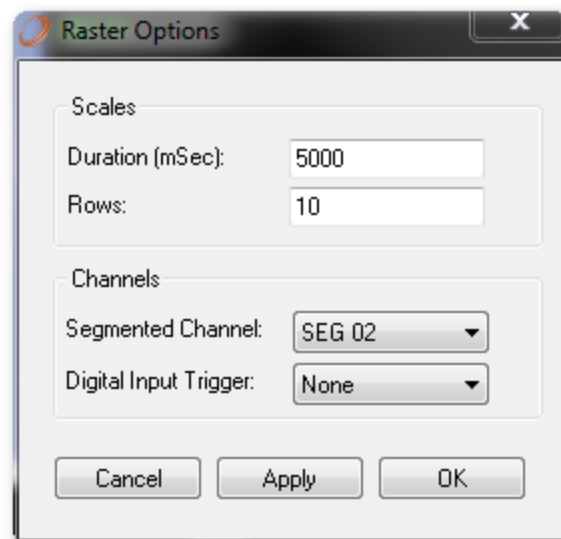 Raster Options
X
Scales
Duration (mSec): 5000
Rows: 10
Channels
Segmented Channel: SEG 02
Digital Input Trigger: None
Cancel Apply OK